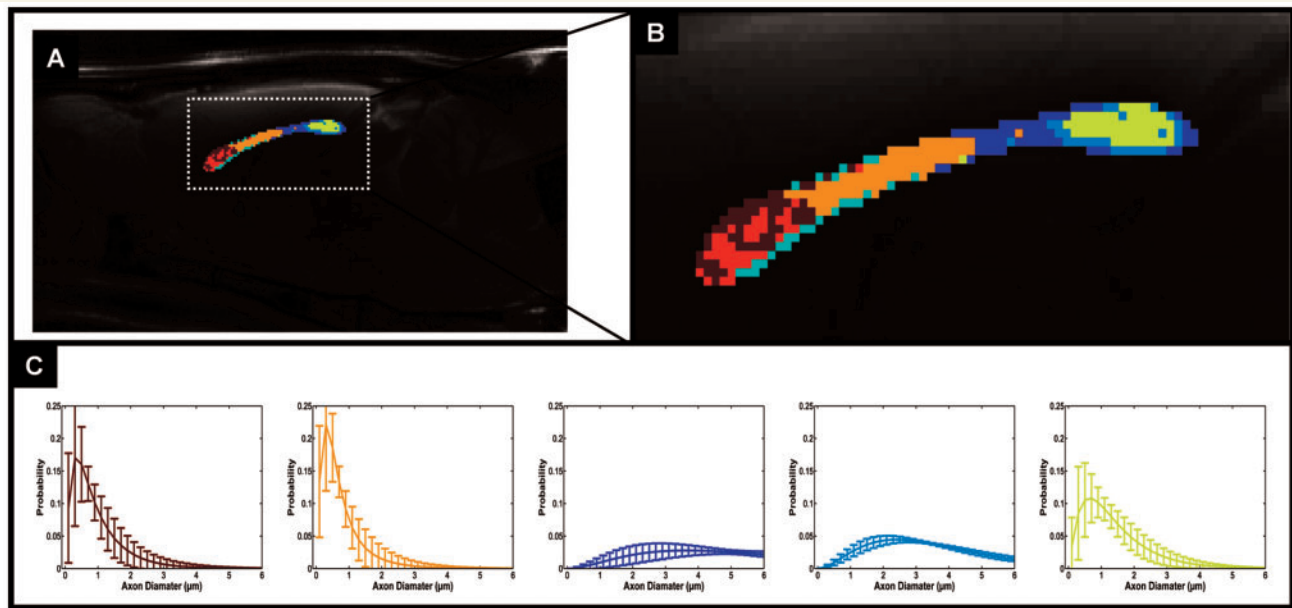 A
B
C
0.25 0.25 0.25 0.25 0.25
0.2 0.2 0.2 0.2 0.2
0.15 0.15 0.15 0.15 0.15
0.1 0.1 0.1 0.1 0.1
0.05 0.05 0.05 0.05 0.05
0 0 0 0 0
Probability Probability Probability Probability Probability
0 1 2 3 4 5 6 0 1 2 3 4 5 6 0 1 2 3 4 5 6 0 1 2 3 4 5 6 0 1 2 3 4 5 6
Axon Diamater (µm) Axon Diamater (µm) Axon Diamater (µm) Axon Diamater (µm) Axon Diamater (µm)